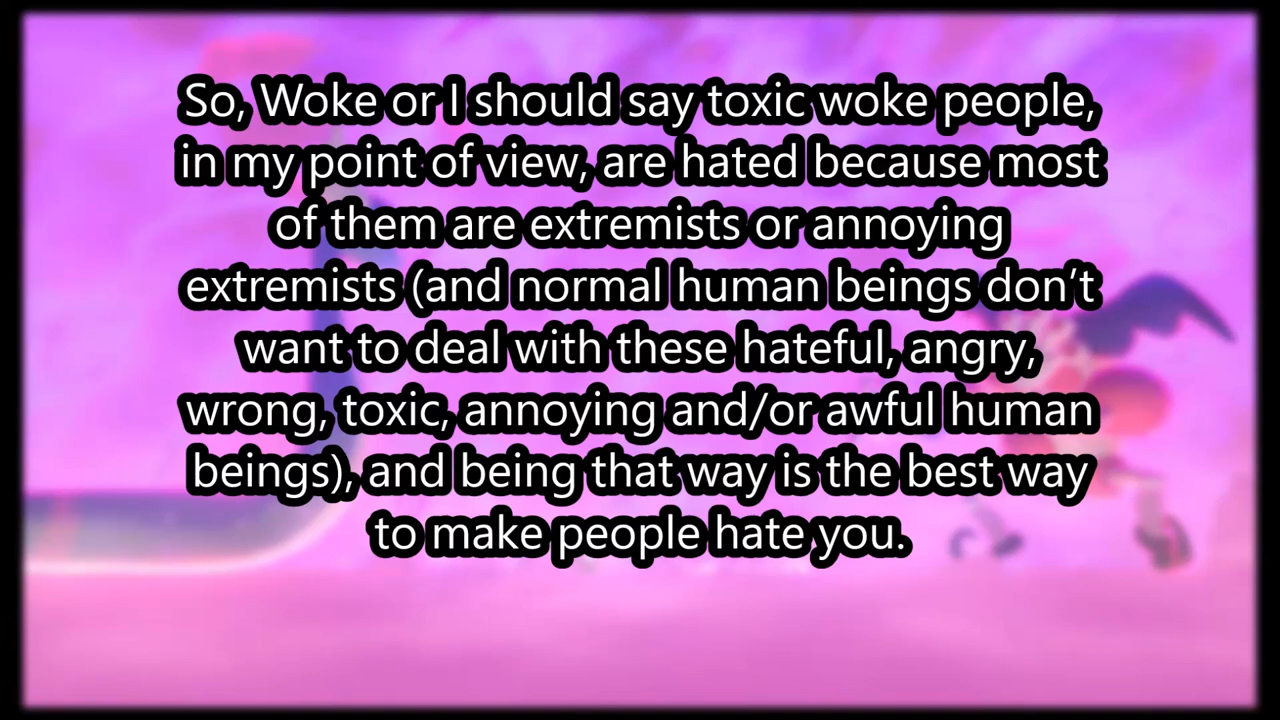 So, Woke or I should say toxic woke people,
in my point of view, are hated because most
of them are extremists or annoying
extremists (and normal human beings don’t
want to deal with these hateful, angry,
wrong, toxic, annoying and/or awful human
beings), and being that way is the best way
to make people hate you.